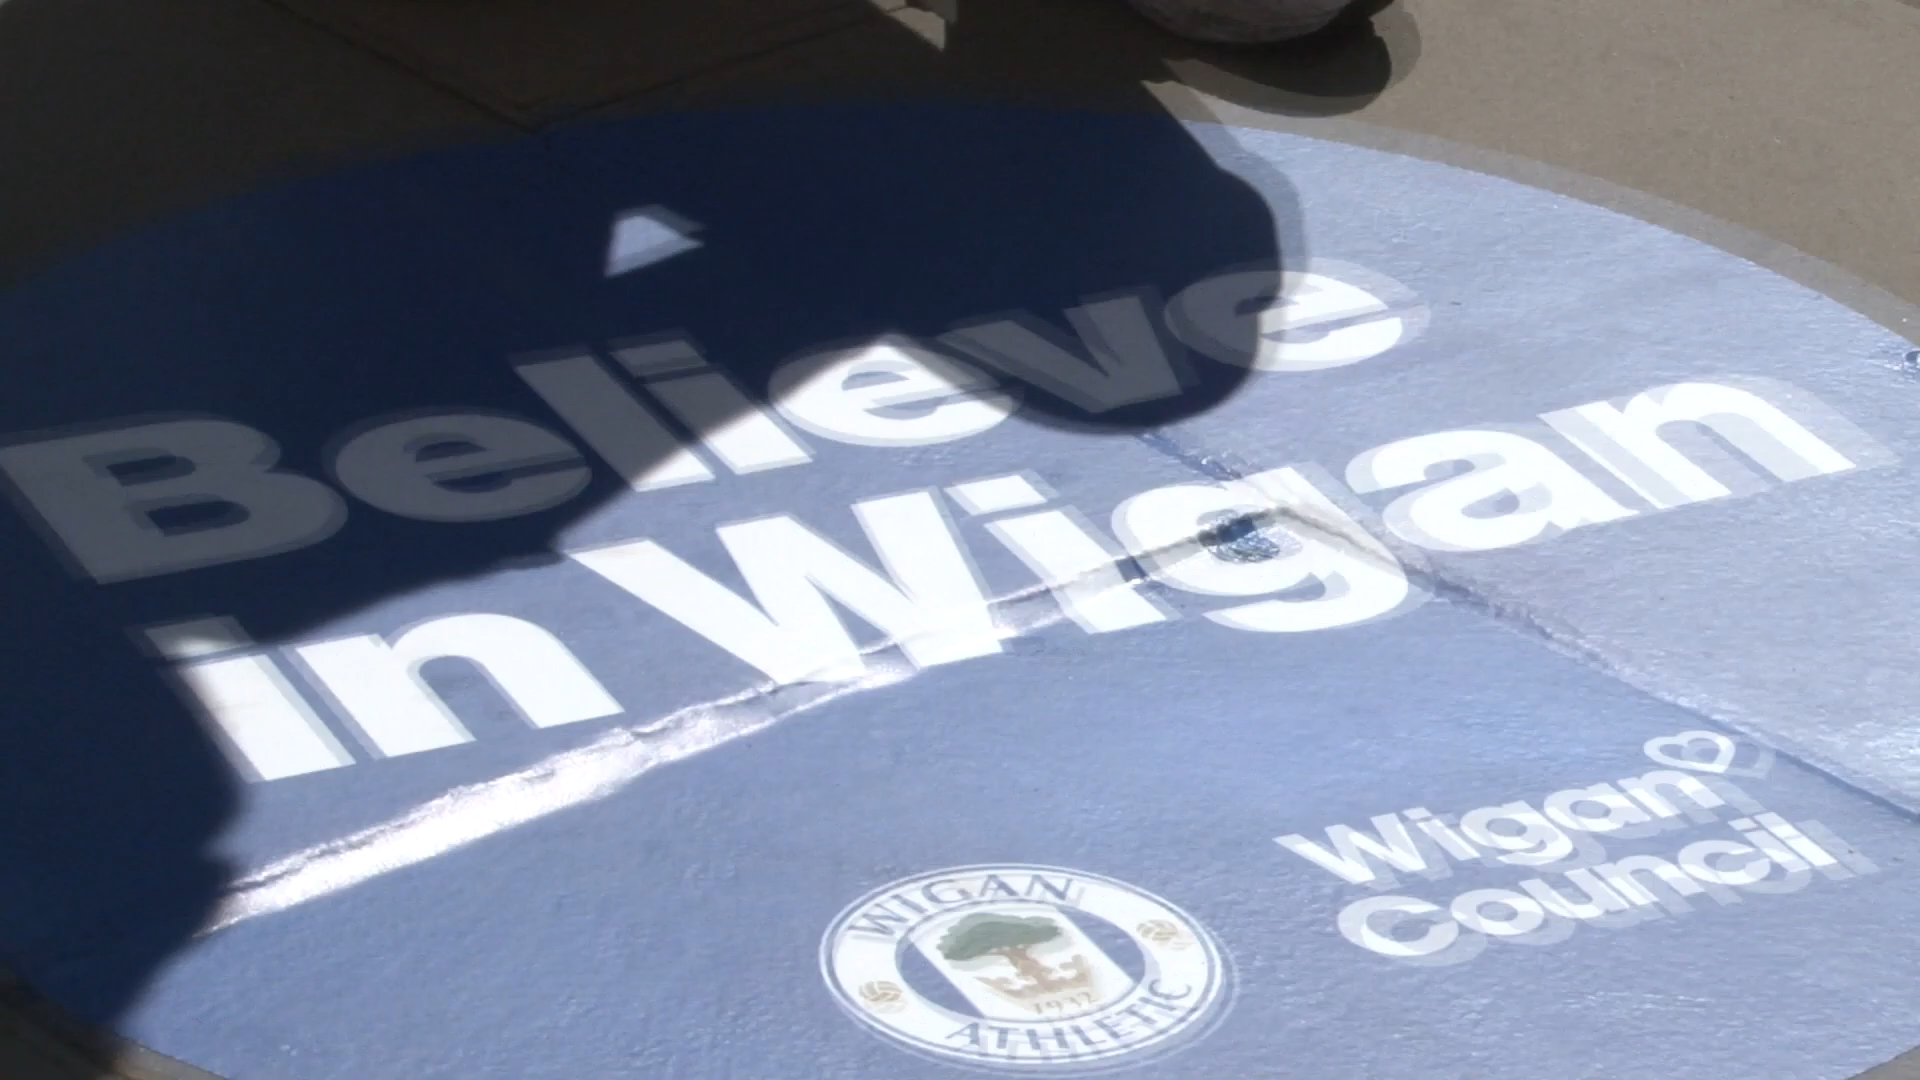 Believe
in Wigan
Wigan
Council
WIGAN
1932
ATHLETIC